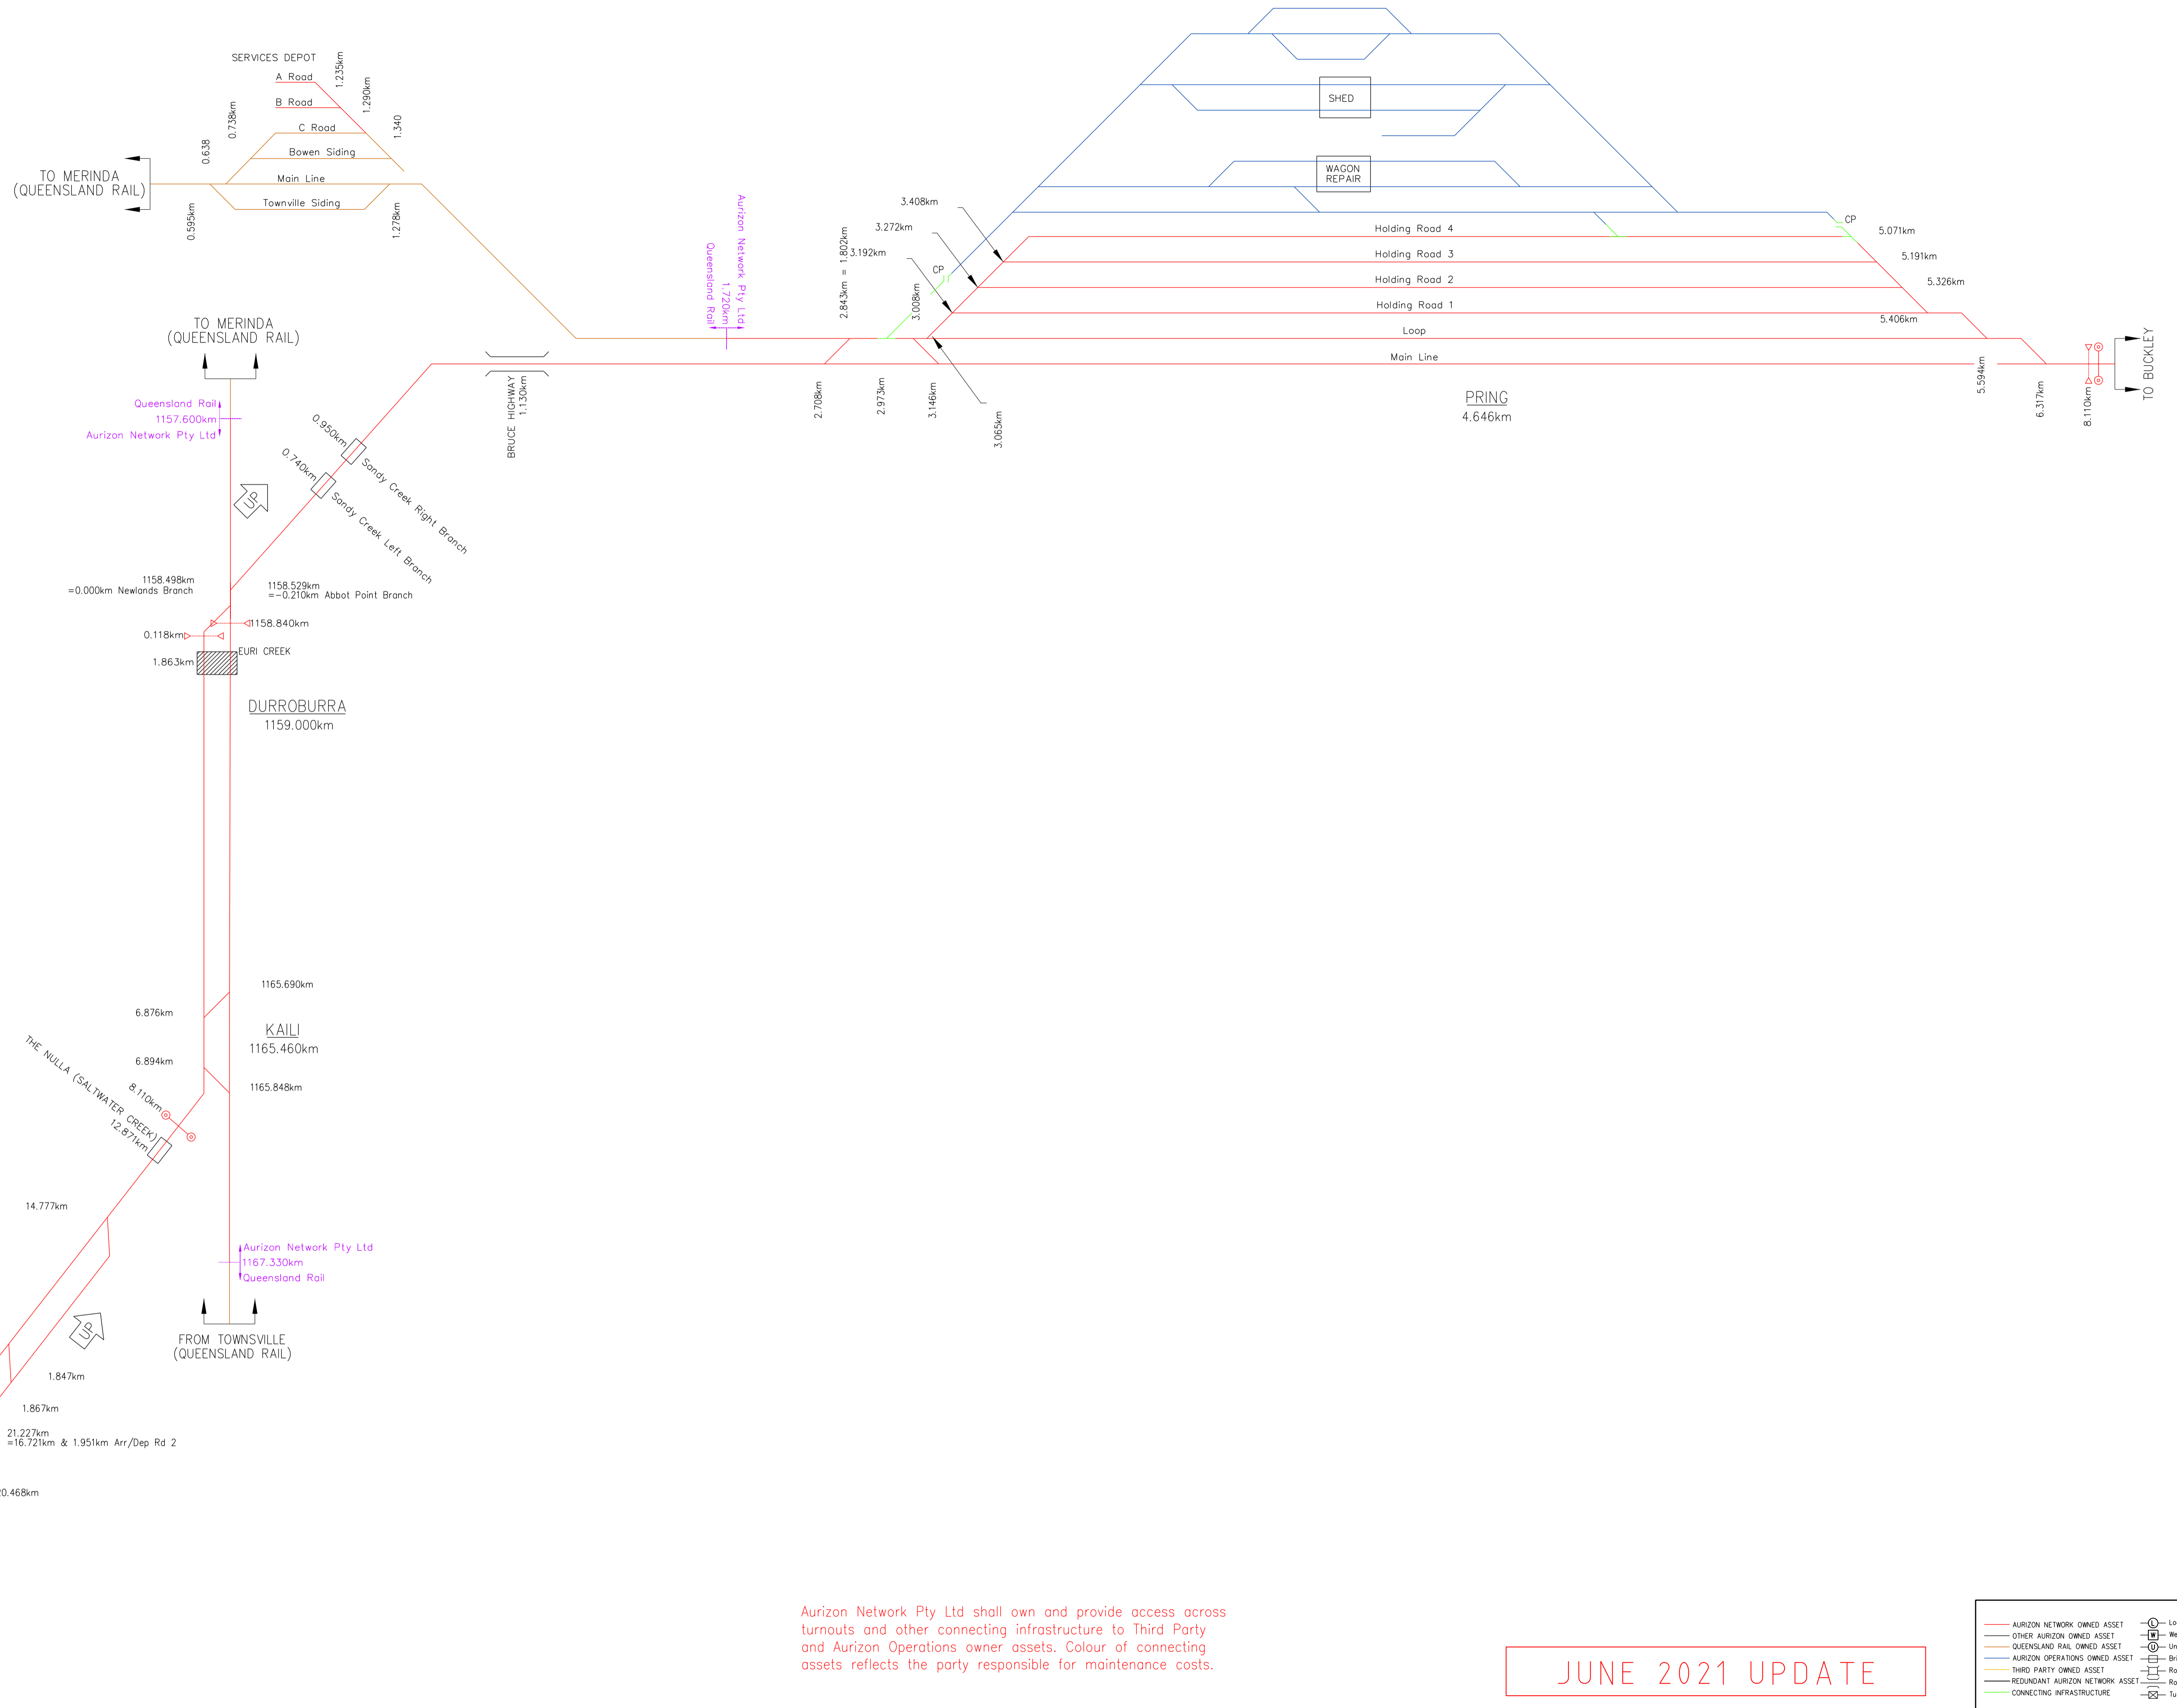 SERVICES DEPOT
A Road
1.235km
B Road
1.290km
0.738km
C Road
1.340
0.638
Bowen Siding
TO MERINDA
(QUEENSLAND RAIL)
Main Line
Townville Siding
0.595km
1.278km
Aurizon Network Pty Ltd
1.720km
Queensland Rail
2.843km = 1.802km
SHED
WAGON
REPAIR
3.408km
3.272km
3.192km
CP
3.008km
Holding Road 4
Holding Road 3
Holding Road 2
Holding Road 1
Loop
Main Line
CP
5.071km
5.191km
5.326km
5.406km
5.594km
6.317km
8.110km
TO BUCKLEY
2.708km
2.973km
3.146km
3.065km
PRING
4.646km
TO MERINDA
(QUEENSLAND RAIL)
Queensland Rail
1157.600km
Aurizon Network Pty Ltd
BRUCE HIGHWAY
1.130km
0.950km
Sandy Creek Right Branch
0.740km
Sandy Creek Left Branch
UP
1158.498km
=0.000km Newlands Branch
1158.529km
=-0.210km Abbot Point Branch
1158.840km
0.118km
EURI CREEK
1.863km
DURROBURRA
1159.000km
1165.690km
6.876km
KAILI
1165.460km
6.894km
1165.848km
THE NULLA (SALTWATER CREEK)
12.871km
8.110km
14.777km
Aurizon Network Pty Ltd
1167.330km
Queensland Rail
UP
FROM TOWNSVILLE
(QUEENSLAND RAIL)
1.847km
1.867km
21.227km
=16.721km & 1.951km Arr/Dep Rd 2
20.468km
Aurizon Network Pty Ltd shall own and provide access across
turnouts and other connecting infrastructure to Third Party
and Aurizon Operations owner assets. Colour of connecting
assets reflects the party responsible for maintenance costs.
JUNE 2021 UPDATE
AURIZON NETWORK OWNED ASSET
OTHER AURIZON OWNED ASSET
QUEENSLAND RAIL OWNED ASSET
AURIZON OPERATIONS OWNED ASSET
THIRD PARTY OWNED ASSET
REDUNDANT AURIZON NETWORK ASSET
CONNECTING INFRASTRUCTURE
L Lo
W We
U Un
Bri
Ro
Ro
Tu